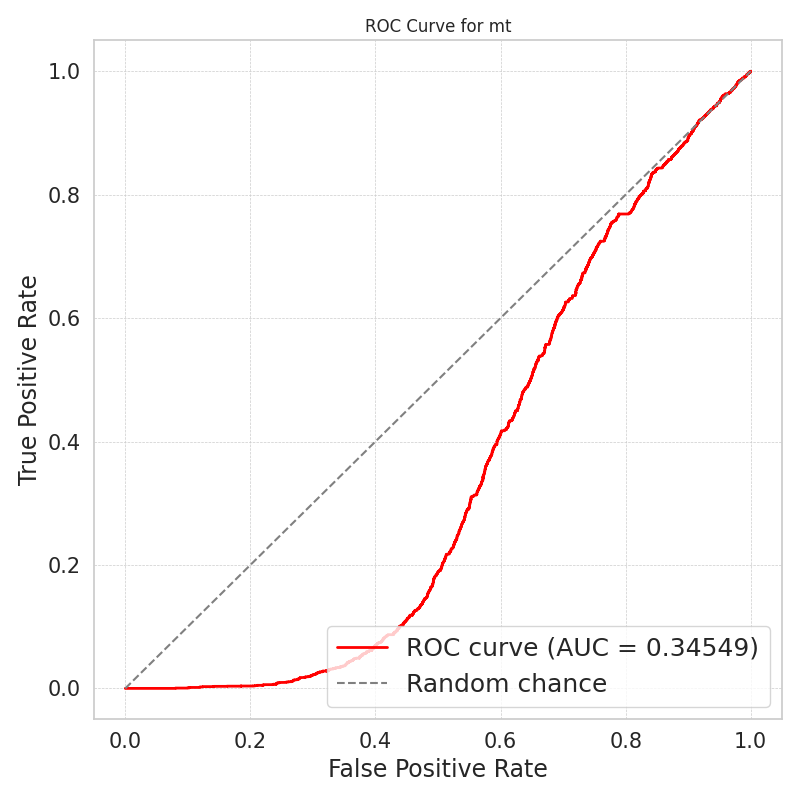 ROC Curve for mt
1.0
0.8
0.6
0.4
0.2
0.0
True Positive Rate
ROC curve (AUC = 0.34549)
Random chance
0.0 0.2 0.4 0.6 0.8 1.0
False Positive Rate